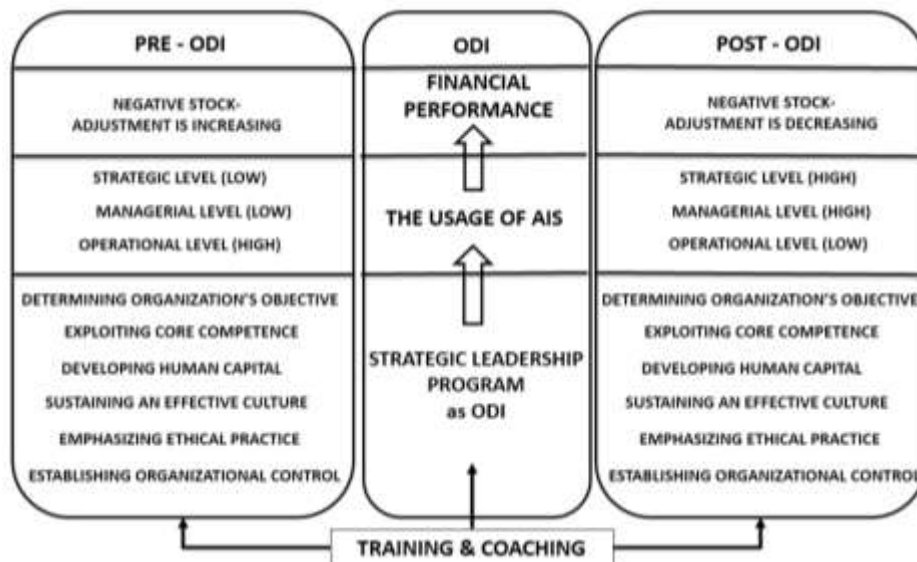 PRE - ODI
NEGATIVE STOCK-
ADJUSTMENT IS INCREASING
STRATEGIC LEVEL (LOW)
MANAGERIAL LEVEL (LOW)
OPERATIONAL LEVEL (HIGH)
DETERMINING ORGANIZATION'S OBJECTIVE
EXPLOITING CORE COMPETENCE
DEVELOPING HUMAN CAPITAL
SUSTAINING AN EFFECTIVE CULTURE
EMPHASIZING ETHICAL PRACTICE
ESTABLISHING ORGANIZATIONAL CONTROL
ODI
FINANCIAL
PERFORMANCE
THE USAGE OF AIS
STRATEGIC LEADERSHIP
PROGRAM
as ODI
POST - ODI
NEGATIVE STOCK-
ADJUSTMENT IS DECREASING
STRATEGIC LEVEL (HIGH)
MANAGERIAL LEVEL (HIGH)
OPERATIONAL LEVEL (LOW)
DETERMINING ORGANIZATION'S OBJECTIVE
EXPLOITING CORE COMPETENCE
DEVELOPING HUMAN CAPITAL
SUSTAINING AN EFFECTIVE CULTURE
EMPHASIZING ETHICAL PRACTICE
ESTABLISHING ORGANIZATIONAL CONTROL
TRAINING & COACHING